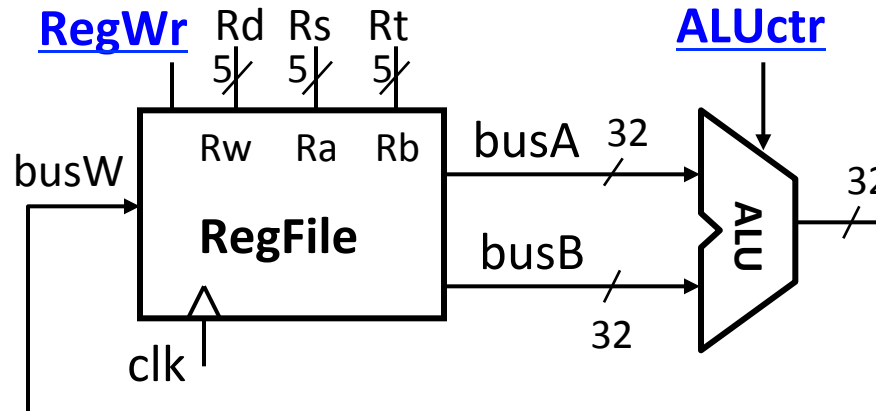 RegWr Rd Rs Rt ALUctr
5 5 5
Rw Ra Rb
busW
busA 32
32
RegFile
ALU
busB
32
clk